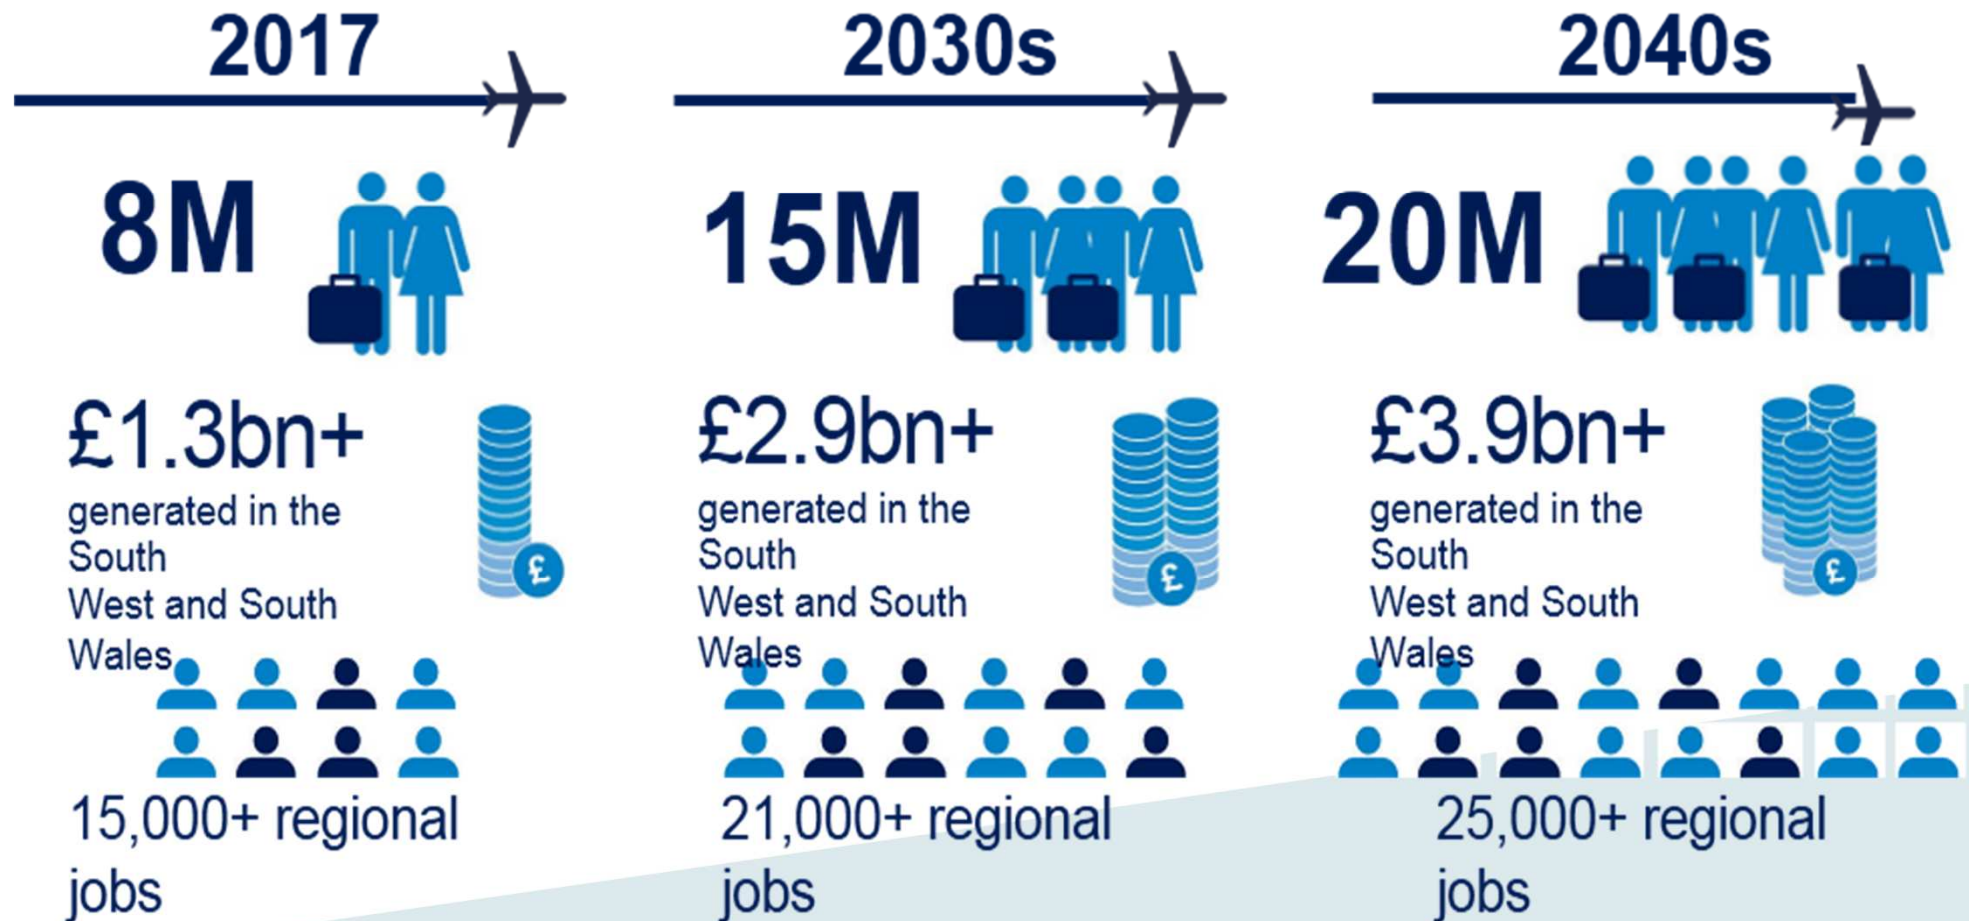 2017
8M
£1.3bn+
generated in the
South
West and South
Wales
£
15,000+ regional
jobs
2030s
15M
£2.9bn+
generated in the
South
West and South
Wales
£
21,000+ regional
jobs
2040s
20M
£3.9bn+
generated in the
South
West and South
Wales
£
25,000+ regional
jobs